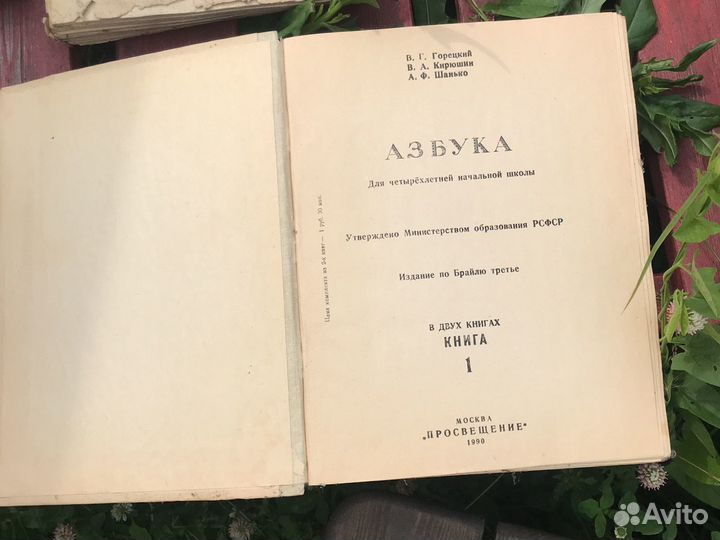 В. Г. Горецкий
В. А. Кирюшин
А. Ф. Шанько
АЗБУКА
Для четырёхлетней начальной школы
Утверждено Министерством образования РСФСР
Издание по Брайлю третье
В ДВУХ КНИГАХ
КНИГА
1
МОСКВА
„ПРОСВЕЩЕНИЕ"
1990
Цена комплекта из 2-х книг — 1 руб. 30 коп.
Avito